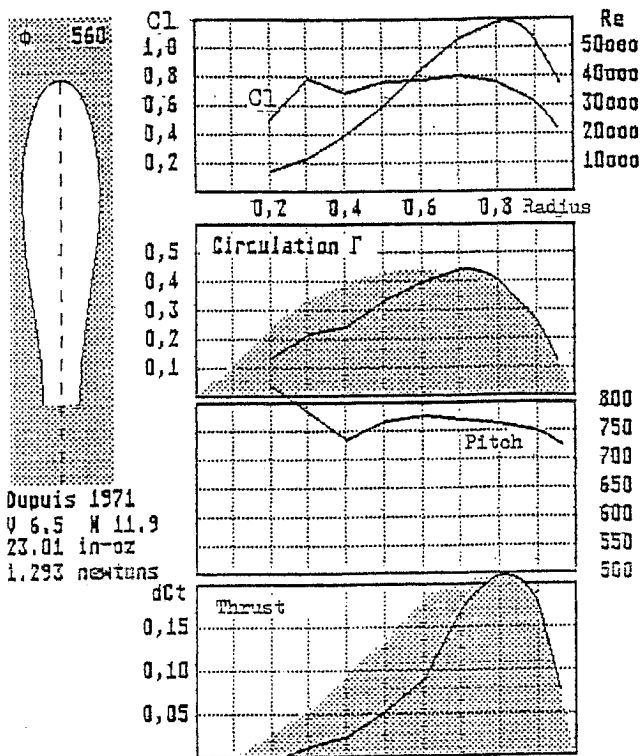 Φ 560
Cl
1,0
0,8
0,6
0,4
0,2
Cl
Re
50000
40000
30000
20000
10000
0,2 0,4 0,6 0,8 Radius
Circulation Γ
0,5
0,4
0,3
0,2
0,1
Pitch
800
750
700
650
600
550
500
Dupuis 1971
V 6.5 N 11.9
23.01 in-oz
1.293 newtons
dCt
Thrust
0,15
0,10
0,05